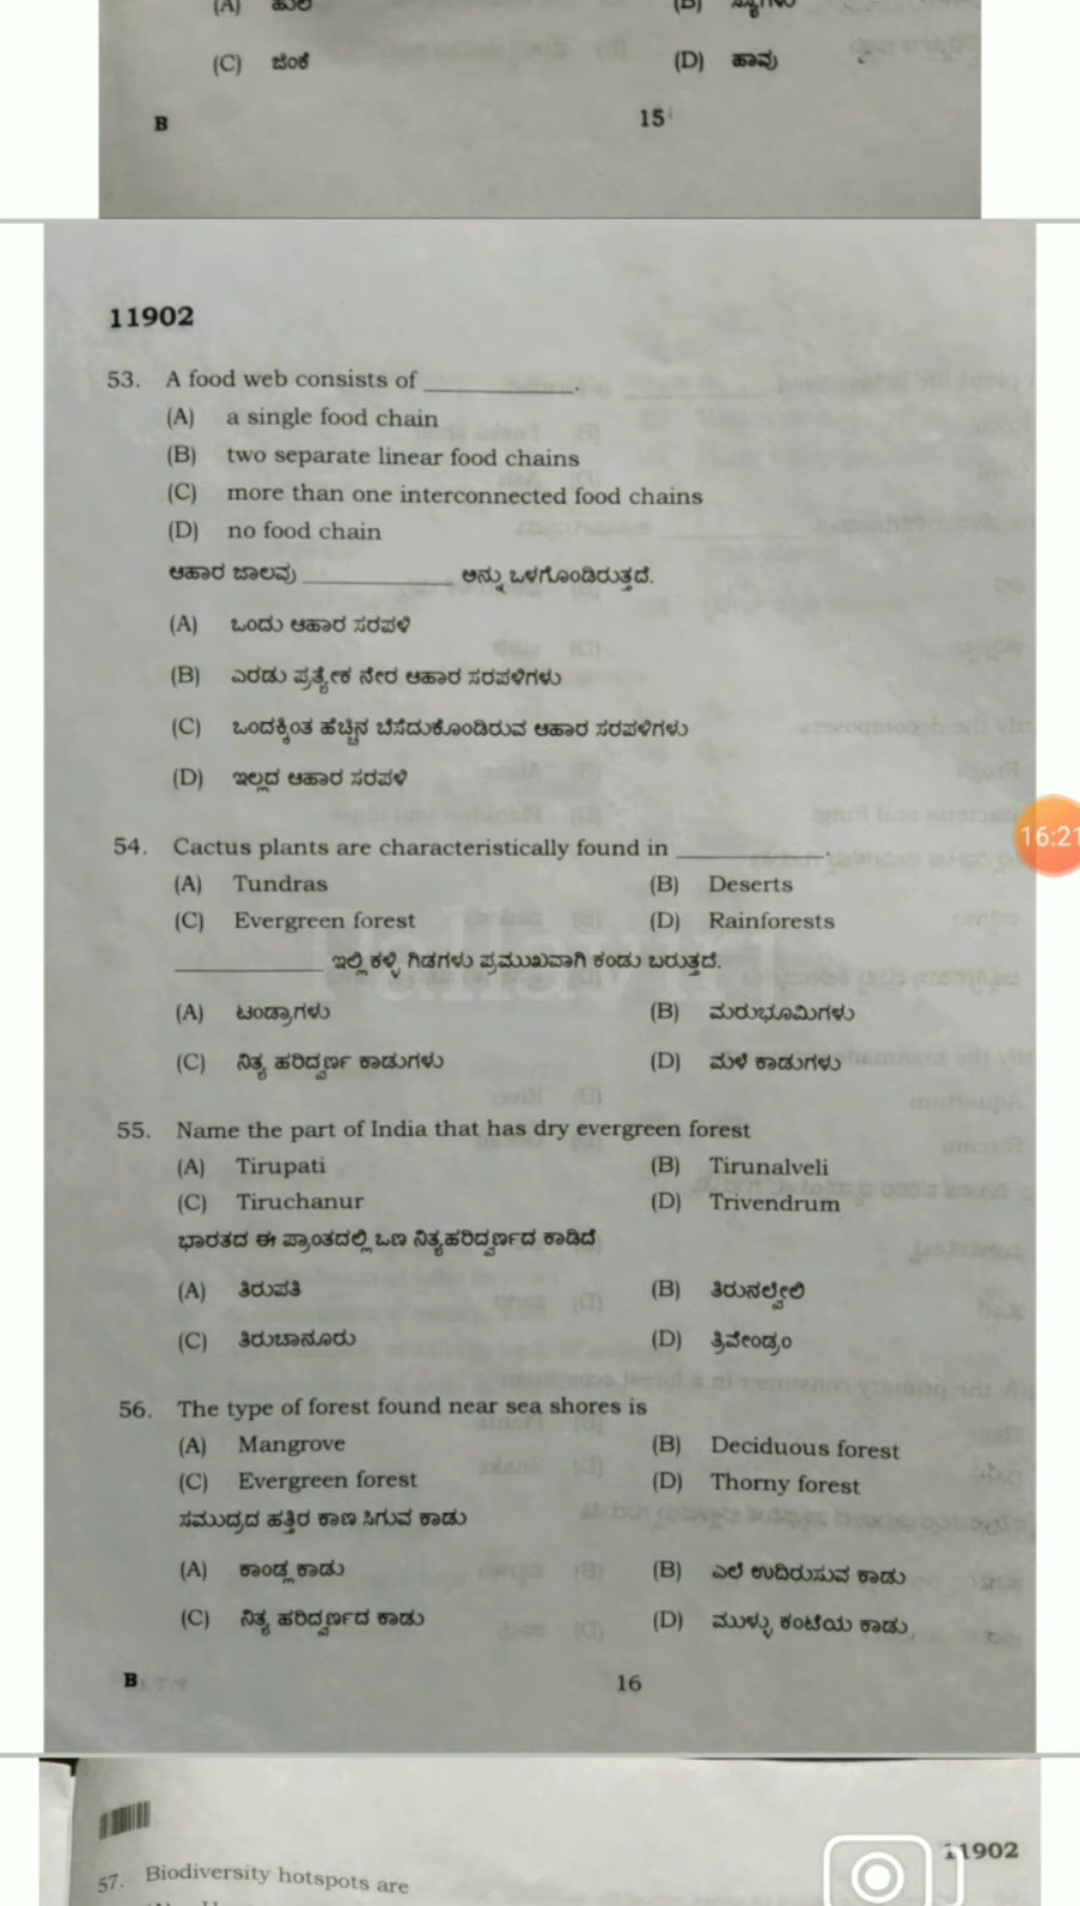 (A)
(B)
(C) ಜಿಂಕೆ
(D) ಹಾವು
B
15
11902
53. A food web consists of ___________.
(A) a single food chain
(B) two separate linear food chains
(C) more than one interconnected food chains
(D) no food chain
ಆಹಾರ ಜಾಲವು ___________ ಅನ್ನು ಒಳಗೊಂಡಿರುತ್ತದೆ.
(A) ಒಂದು ಆಹಾರ ಸರಪಳಿ
(B) ಎರಡು ಪ್ರತ್ಯೇಕ ನೇರ ಆಹಾರ ಸರಪಳಿಗಳು
(C) ಒಂದಕ್ಕಿಂತ ಹೆಚ್ಚಿನ ಬೆಸೆದುಕೊಂಡಿರುವ ಆಹಾರ ಸರಪಳಿಗಳು
(D) ಇಲ್ಲದ ಆಹಾರ ಸರಪಳಿ
54. Cactus plants are characteristically found in ___________.
16:21
(A) Tundras (B) Deserts
(C) Evergreen forest (D) Rainforests
___________ ಇಲ್ಲಿ ಕಳ್ಳಿ ಗಿಡಗಳು ಪ್ರಮುಖವಾಗಿ ಕಂಡು ಬರುತ್ತದೆ.
(A) ಟಂಡ್ರಾಗಳು (B) ಮರುಭೂಮಿಗಳು
(C) ನಿತ್ಯ ಹರಿದ್ವರ್ಣ ಕಾಡುಗಳು (D) ಮಳೆ ಕಾಡುಗಳು
55. Name the part of India that has dry evergreen forest
(A) Tirupati (B) Tirunalveli
(C) Tiruchanur (D) Trivendrum
ಭಾರತದ ಈ ಪ್ರಾಂತದಲ್ಲಿ ಒಣ ನಿತ್ಯಹರಿದ್ವರ್ಣದ ಕಾಡಿದೆ
(A) ತಿರುಪತಿ (B) ತಿರುನಲ್ವೇಲಿ
(C) ತಿರುಚಾನೂರು (D) ತ್ರಿವೇಂಡ್ರಂ
56. The type of forest found near sea shores is
(A) Mangrove (B) Deciduous forest
(C) Evergreen forest (D) Thorny forest
ಸಮುದ್ರದ ಹತ್ತಿರ ಕಾಣ ಸಿಗುವ ಕಾಡು
(A) ಕಾಂಡ್ಲ ಕಾಡು (B) ಎಲೆ ಉದಿರುಸುವ ಕಾಡು
(C) ನಿತ್ಯ ಹರಿದ್ವರ್ಣದ ಕಾಡು (D) ಮುಳ್ಳು ಕಂಟೆಯ ಕಾಡು
B
16
11902
57. Biodiversity hotspots are